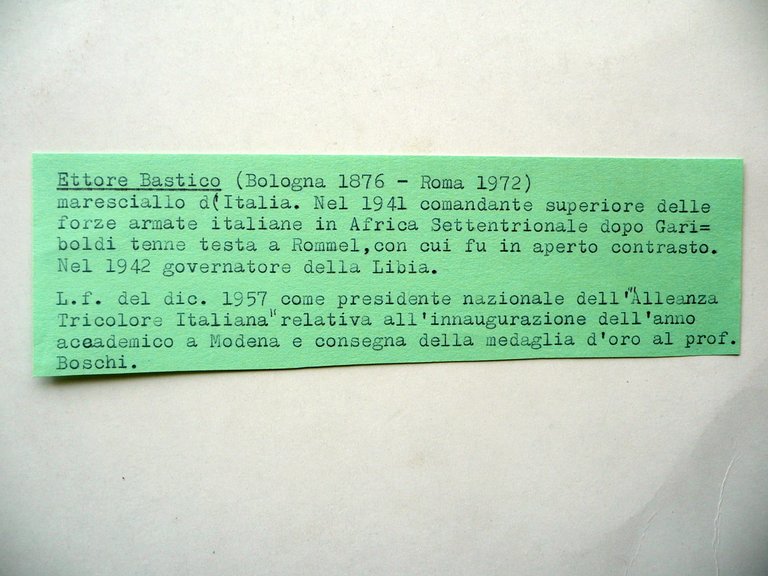 Ettore Bastico (Bologna 1876 - Roma 1972)
maresciallo d(Italia. Nel 1941 comandante superiore delle
forze armate italiane in Africa Settentrionale dopo Gari=
boldi tenne testa a Rommel,con cui fu in aperto contrasto.
Nel 1942 governatore della Libia.
L.f. del dic. 1957 come presidente nazionale dell'"Alleanza
Tricolore Italiana" relativa all'innaugurazione dell'anno
accaademico a Modena e consegna della medaglia d'oro al prof.
Boschi.